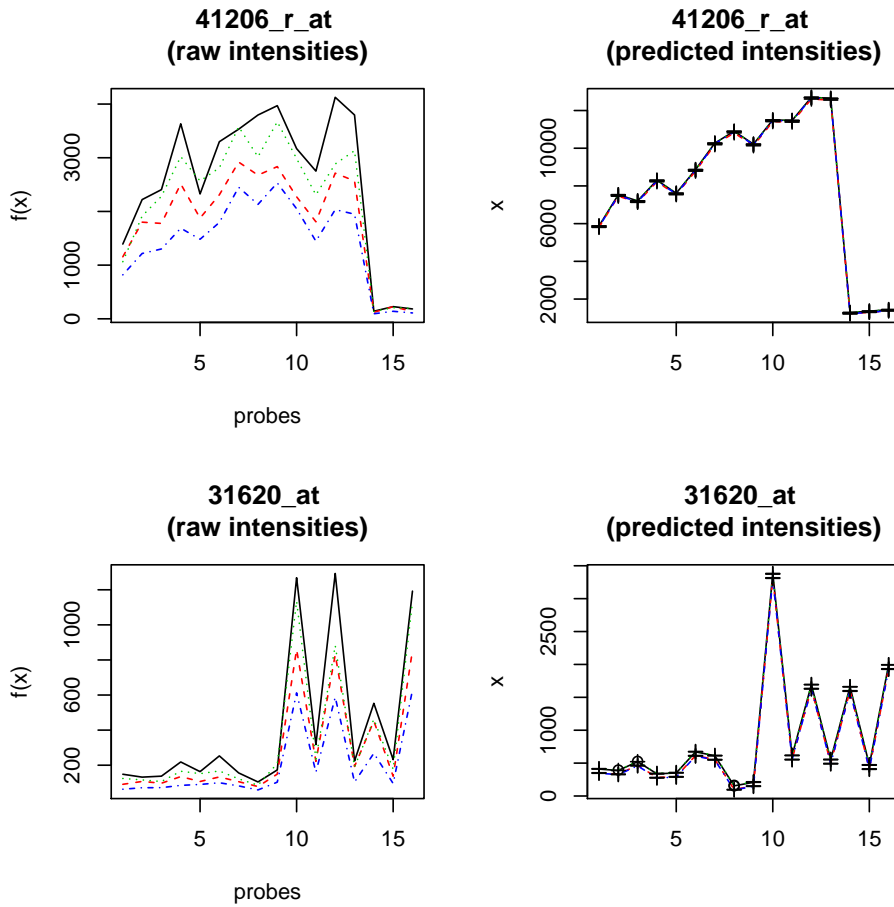 41206_r_at
(raw intensities)
f(x)
3000
1000
0
5
10
15
probes
41206_r_at
(predicted intensities)
x
10000
6000
2000
5
10
15
31620_at
(raw intensities)
f(x)
1000
600
200
5
10
15
probes
31620_at
(predicted intensities)
x
2500
1000
0
5
10
15